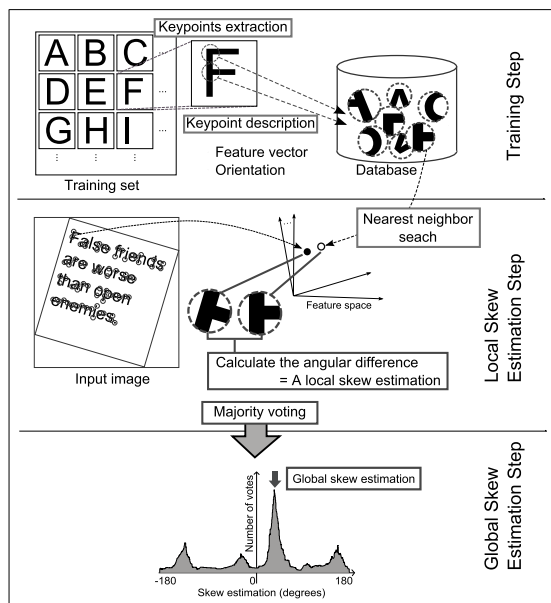 Keypoints extraction
A B C
D E F ...
G H I ...
F
Keypoint description
Feature vector
Orientation
Training set
Database
Training Step
Nearest neighbor
seach
False friends
are worse
than open
enemies.
Feature space
Input image
Calculate the angular difference
= A local skew estimation
Local Skew
Estimation Step
Majority voting
Global skew estimation
Number of votes
-180 0 180
Skew estimation (degrees)
Global Skew
Estimation Step